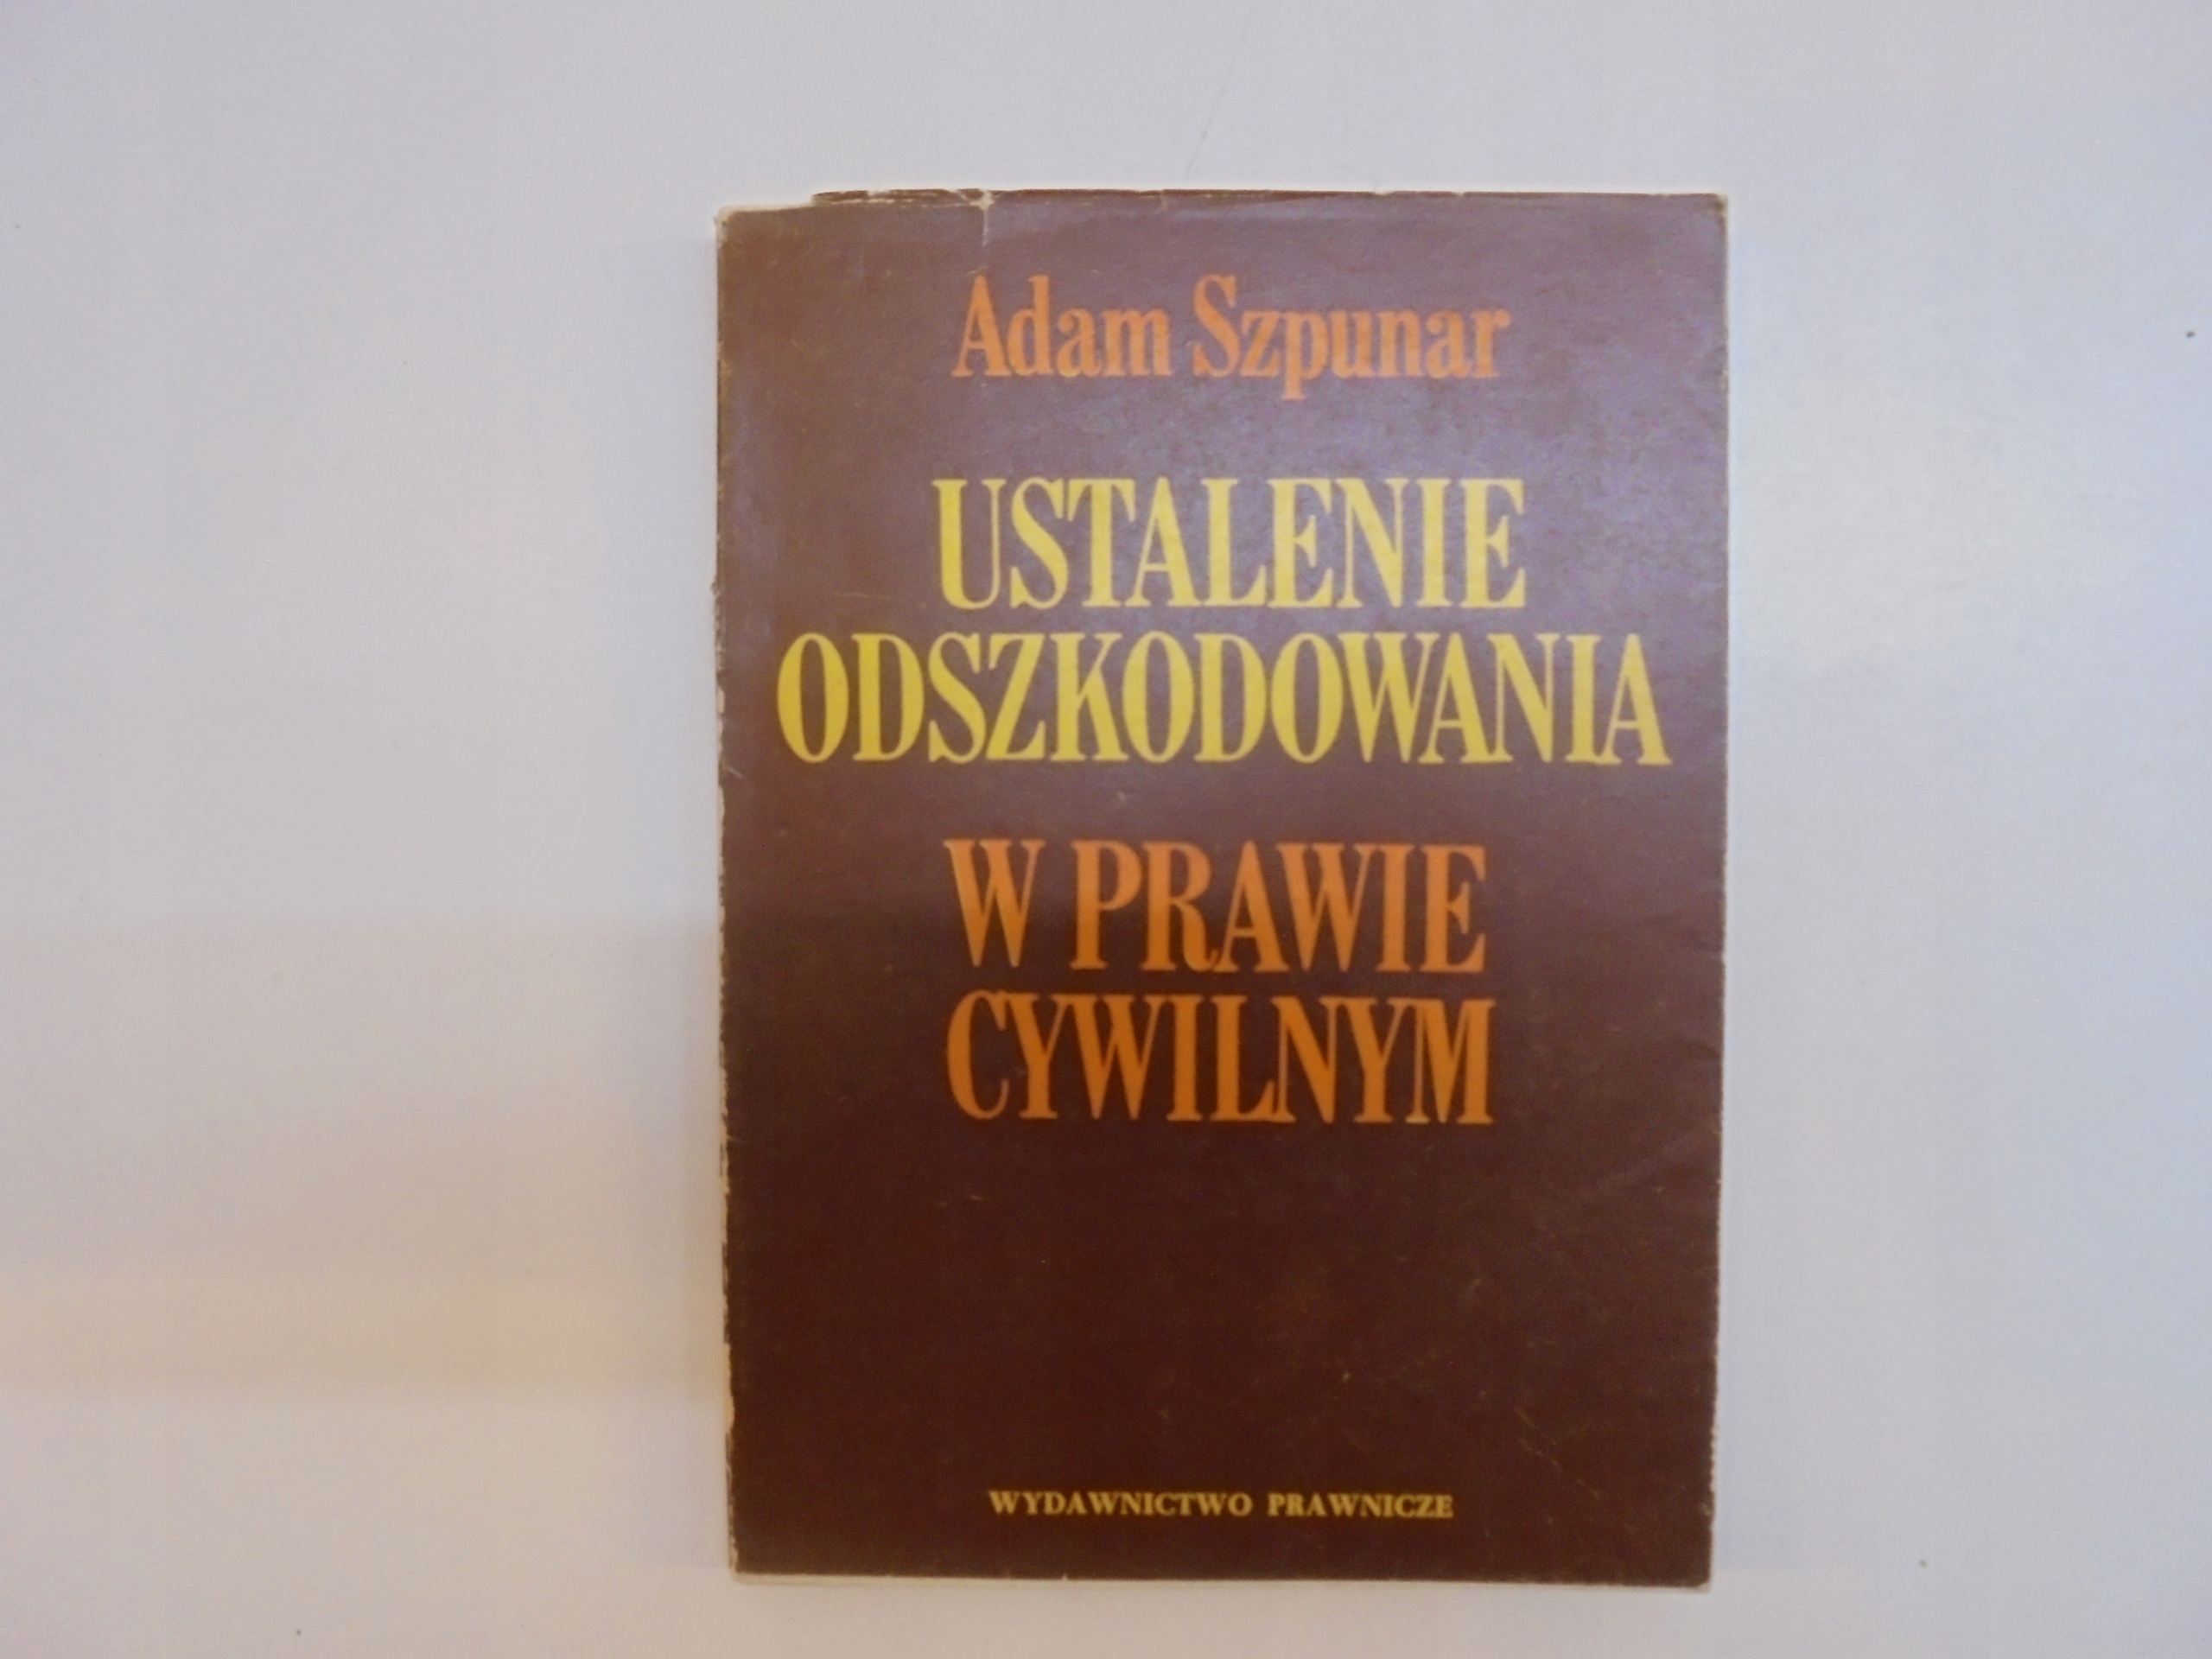 Adam Szpunar
USTALENIE
ODSZKODOWANIA
W PRAWIE
CYWILNYM
WYDAWNICTWO PRAWNICZE